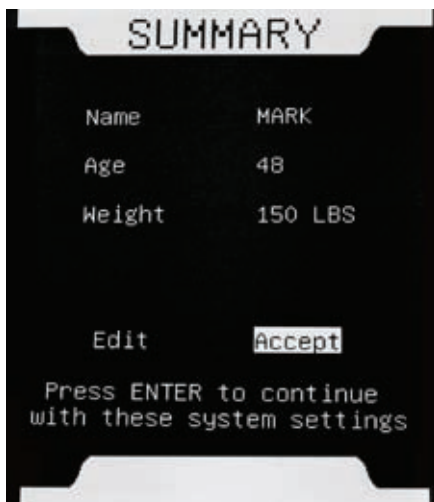 SUMMARY
Name MARK
Age 48
Weight 150 LBS
Edit Accept
Press ENTER to continue
with these system settings